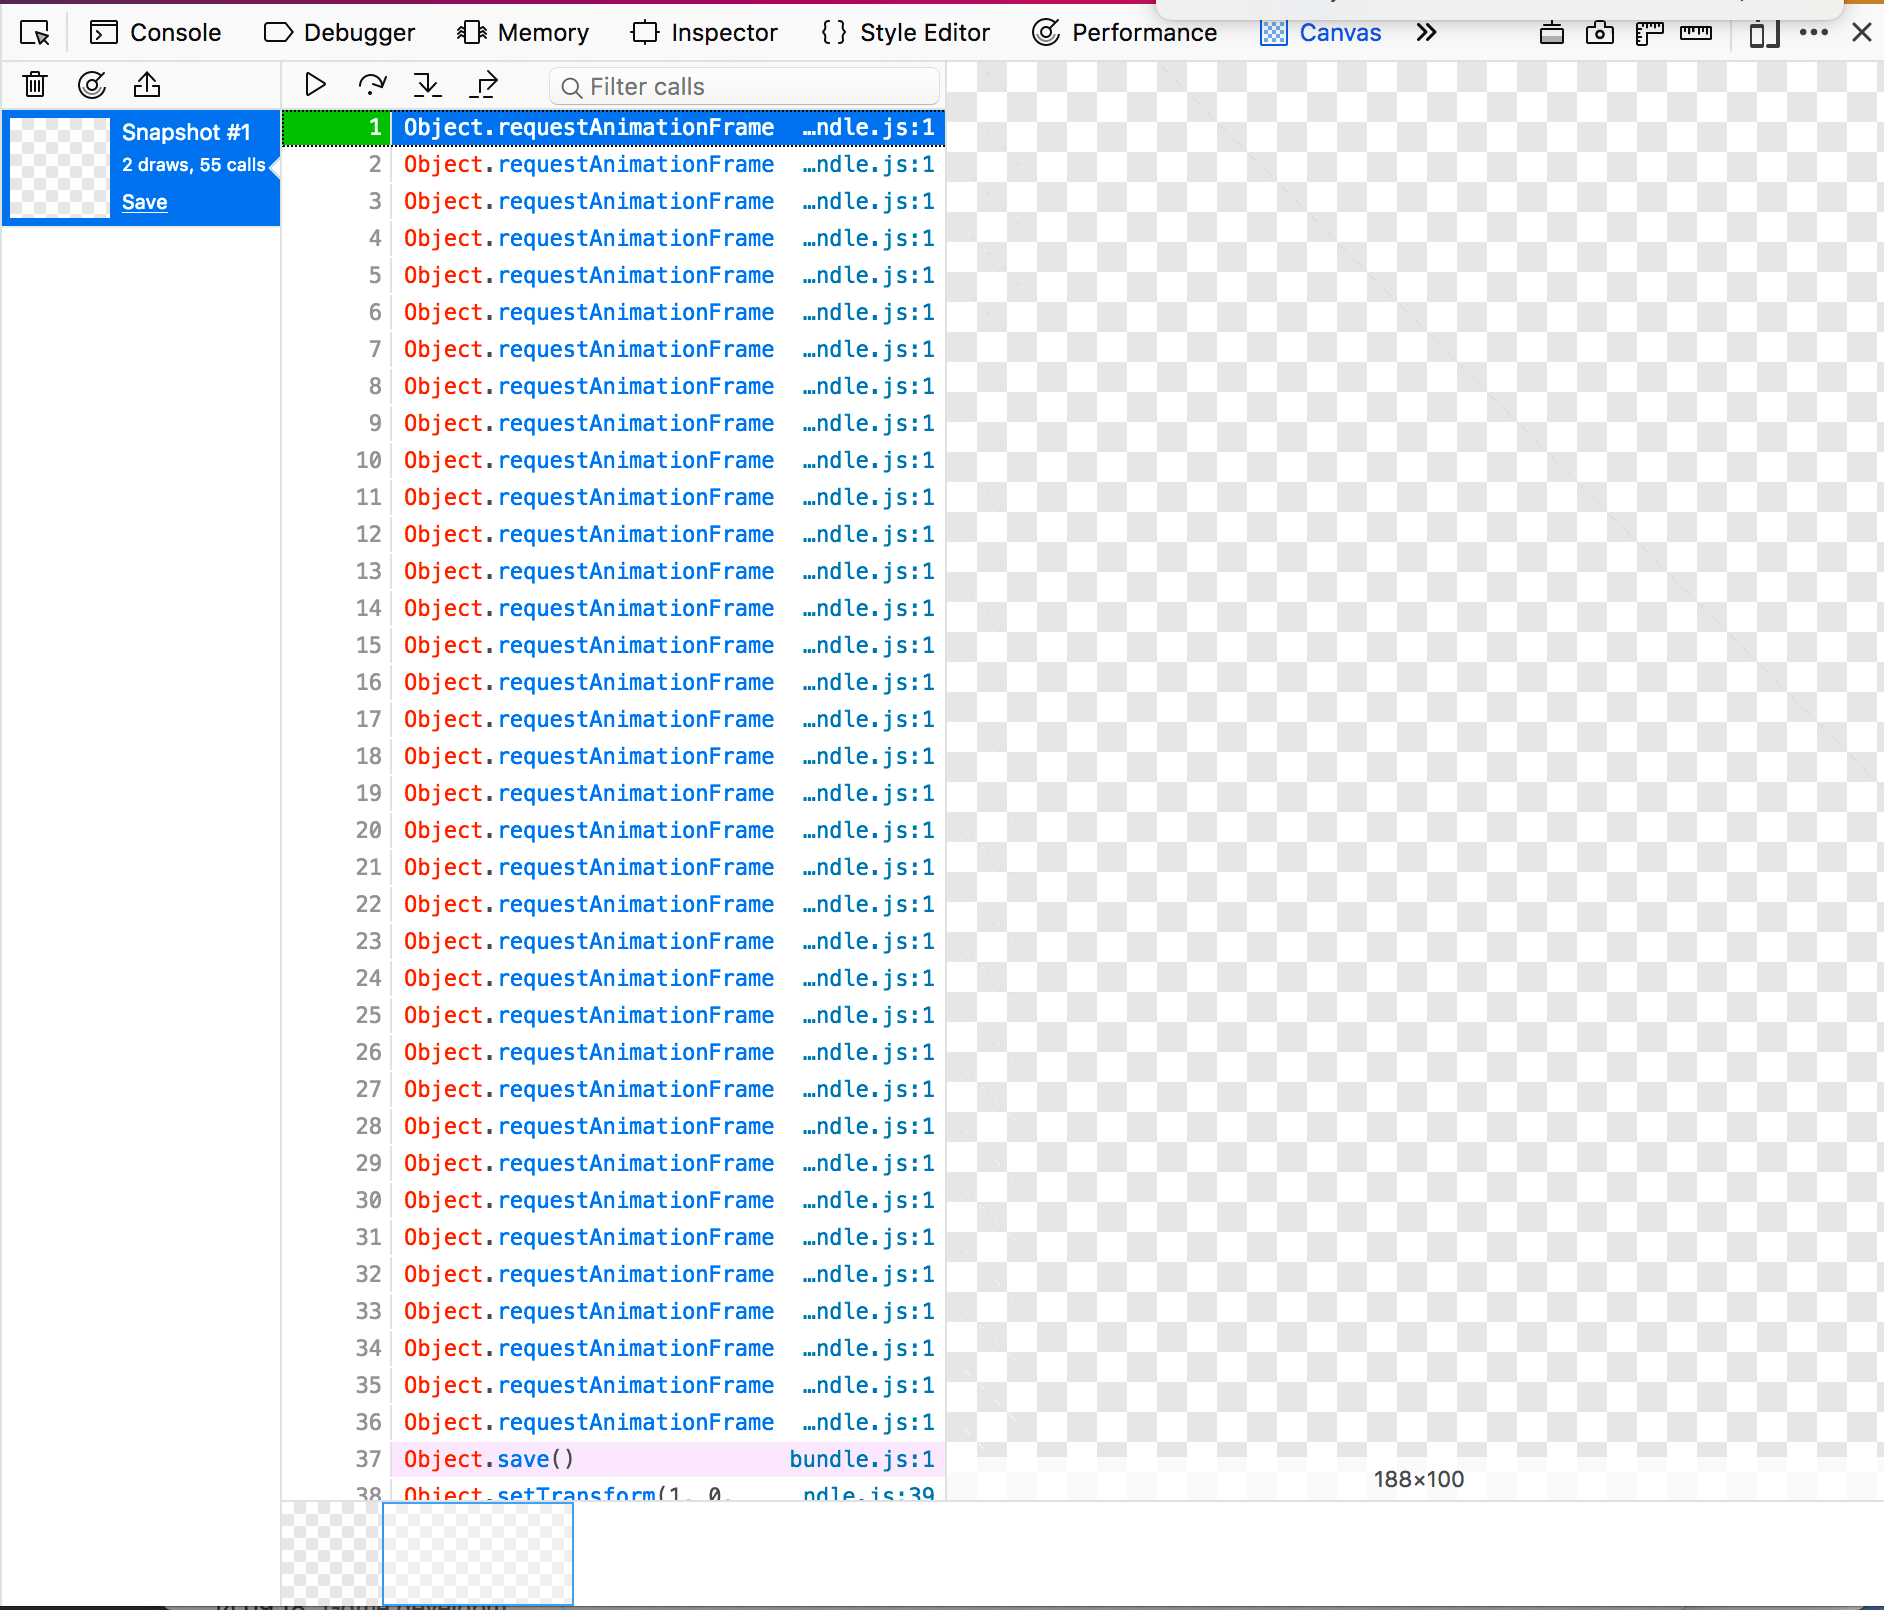 Console Debugger Memory Inspector { } Style Editor Performance Canvas
Filter calls
Snapshot #1
2 draws, 55 calls
Save
1 Object.requestAnimationFrame …ndle.js:1
2 Object.requestAnimationFrame …ndle.js:1
3 Object.requestAnimationFrame …ndle.js:1
4 Object.requestAnimationFrame …ndle.js:1
5 Object.requestAnimationFrame …ndle.js:1
6 Object.requestAnimationFrame …ndle.js:1
7 Object.requestAnimationFrame …ndle.js:1
8 Object.requestAnimationFrame …ndle.js:1
9 Object.requestAnimationFrame …ndle.js:1
10 Object.requestAnimationFrame …ndle.js:1
11 Object.requestAnimationFrame …ndle.js:1
12 Object.requestAnimationFrame …ndle.js:1
13 Object.requestAnimationFrame …ndle.js:1
14 Object.requestAnimationFrame …ndle.js:1
15 Object.requestAnimationFrame …ndle.js:1
16 Object.requestAnimationFrame …ndle.js:1
17 Object.requestAnimationFrame …ndle.js:1
18 Object.requestAnimationFrame …ndle.js:1
19 Object.requestAnimationFrame …ndle.js:1
20 Object.requestAnimationFrame …ndle.js:1
21 Object.requestAnimationFrame …ndle.js:1
22 Object.requestAnimationFrame …ndle.js:1
23 Object.requestAnimationFrame …ndle.js:1
24 Object.requestAnimationFrame …ndle.js:1
25 Object.requestAnimationFrame …ndle.js:1
26 Object.requestAnimationFrame …ndle.js:1
27 Object.requestAnimationFrame …ndle.js:1
28 Object.requestAnimationFrame …ndle.js:1
29 Object.requestAnimationFrame …ndle.js:1
30 Object.requestAnimationFrame …ndle.js:1
31 Object.requestAnimationFrame …ndle.js:1
32 Object.requestAnimationFrame …ndle.js:1
33 Object.requestAnimationFrame …ndle.js:1
34 Object.requestAnimationFrame …ndle.js:1
35 Object.requestAnimationFrame …ndle.js:1
36 Object.requestAnimationFrame …ndle.js:1
37 Object.save() bundle.js:1
38 Object.setTransform(1, 0, ndle.js:39
188×100